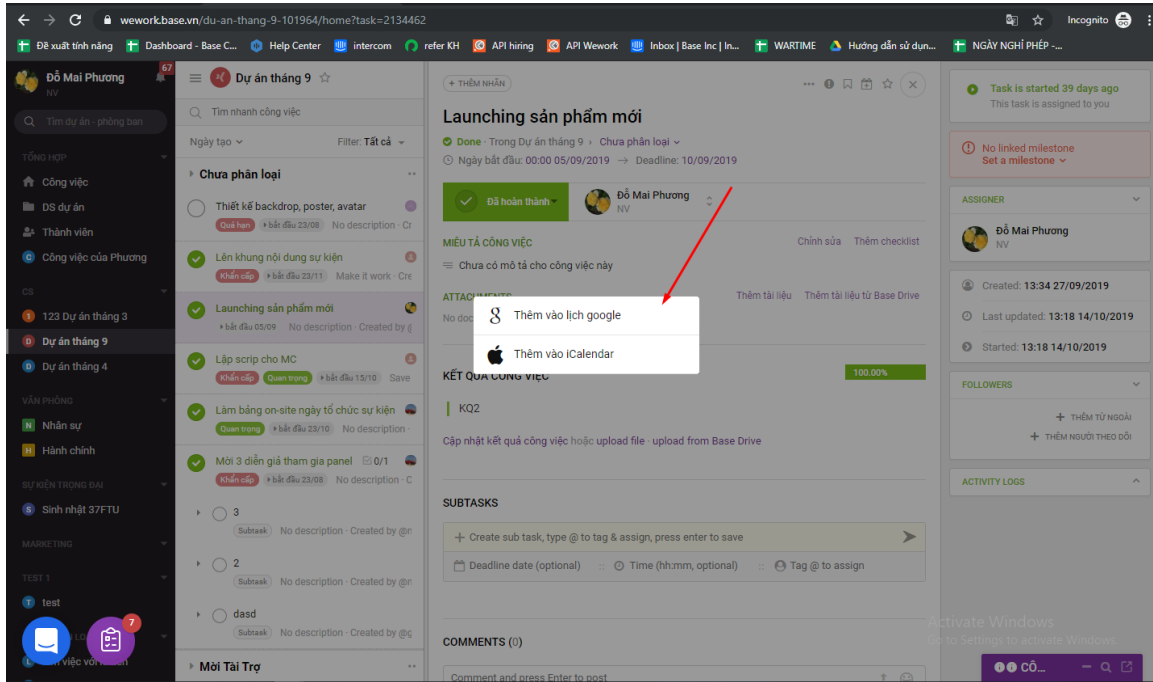 wework.base.vn/du-an-thang-9-101964/home?task=2134462
Incognito
Đề xuất tính năng
Dashboard - Base C...
Help Center
intercom
refer KH
API hiring
API Wework
Inbox | Base Inc | In...
WARTIME
Hướng dẫn sử dụn...
NGÀY NGHỈ PHÉP -...
Đỗ Mai Phương
67
NV
Tìm dự án - phòng ban
TỔNG HỢP
Công việc
DS dự án
Thành viên
C Công việc của Phương
CS
1 123 Dự án tháng 3
D Dự án tháng 9
D Dự án tháng 4
VĂN PHÒNG
N Nhân sự
H Hành chính
SỰ KIỆN TRỌNG ĐẠI
S Sinh nhật 37FTU
MARKETING
TEST 1
T test
7
Dự án tháng 9
Tìm nhanh công việc
Ngày tạo
Filter: Tất cả
Chưa phân loại
Thiết kế backdrop, poster, avatar
Quá hạn bắt đầu 23/08 No description · Cr
Lên khung nội dung sự kiện
Khẩn cấp bắt đầu 23/11 Make it work · Cre
Launching sản phẩm mới
bắt đầu 05/09 No description · Created by
Lập scrip cho MC
Khẩn cấp Quan trọng bắt đầu 15/10 Save
Làm bảng on-site ngày tổ chức sự kiện
Quan trọng bắt đầu 23/10 No description ·
Mời 3 diễn giả tham gia panel 0/1
Khẩn cấp bắt đầu 23/08 No description · C
3
Subtask No description · Created by @n
2
Subtask No description · Created by @n
dasd
Subtask No description · Created by @g
Mời Tài Trợ
+ THÊM NHÃN
Launching sản phẩm mới
Done · Trong Dự án tháng 9 › Chưa phân loại
Ngày bắt đầu: 00:00 05/09/2019 → Deadline: 10/09/2019
Đã hoàn thành
Đỗ Mai Phương
NV
MIÊU TẢ CÔNG VIỆC
Chỉnh sửa Thêm checklist
Chưa có mô tả cho công việc này
ATTACHMENTS
Thêm tài liệu Thêm tài liệu từ Base Drive
No doc
Thêm vào lịch google
Thêm vào iCalendar
KẾT QUẢ CÔNG VIỆC
100.00%
KQ2
Cập nhật kết quả công việc hoặc upload file · upload from Base Drive
SUBTASKS
+ Create sub task, type @ to tag & assign, press enter to save
Deadline date (optional) :: Time (hh:mm, optional) :: Tag @ to assign
COMMENTS (0)
Comment and press Enter to post
Task is started 39 days ago
This task is assigned to you
No linked milestone
Set a milestone
ASSIGNER
Đỗ Mai Phương
NV
Created: 13:34 27/09/2019
Last updated: 13:18 14/10/2019
Started: 13:18 14/10/2019
FOLLOWERS
+ THÊM TỪ NGOÀI
+ THÊM NGƯỜI THEO DÕI
ACTIVITY LOGS
Activate Windows
Go to Settings to activate Windows.
CÔ...